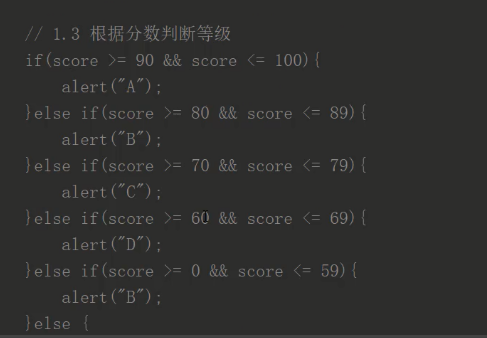 // 1.3 根据分数判断等级
if(score >= 90 && score <= 100){
    alert("A");
}else if(score >= 80 && score <= 89){
    alert("B");
}else if(score >= 70 && score <= 79){
    alert("C");
}else if(score >= 60 && score <= 69){
    alert("D");
}else if(score >= 0 && score <= 59){
    alert("B");
}else {